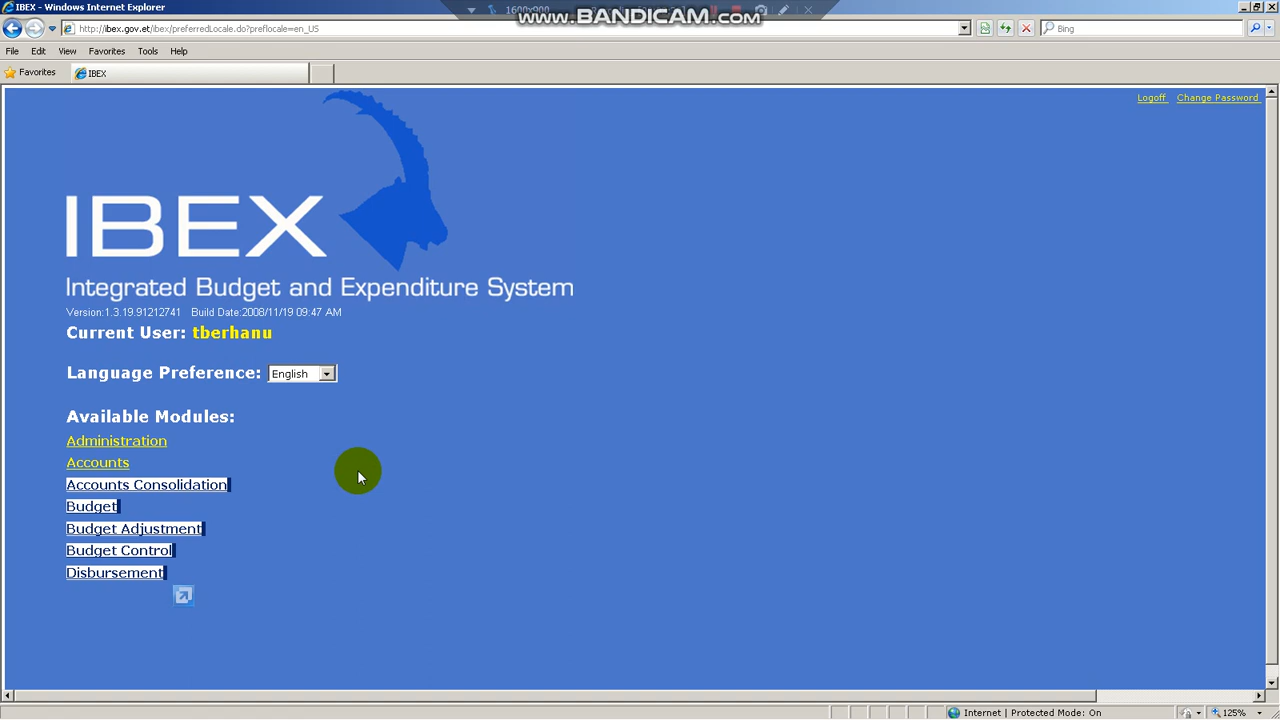 IBEX - Windows Internet Explorer
1600x900
WWW.BANDICAM.COM
http://ibex.gov.et/ibex/preferredLocale.do?preflocale=en_US
Bing
File Edit View Favorites Tools Help
Favorites IBEX
Logoff Change Password
IBEX
Integrated Budget and Expenditure System
Version:1.3.19.91212741 Build Date:2008/11/19 09:47 AM
Current User: tberhanu
Language Preference: English
Available Modules:
Administration
Accounts
Accounts Consolidation
Budget
Budget Adjustment
Budget Control
Disbursement
Internet | Protected Mode: On
125%